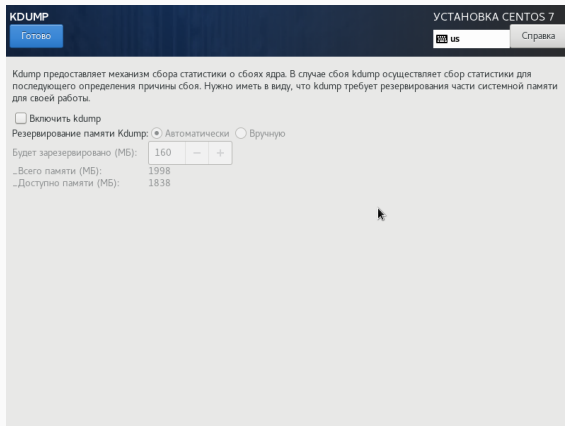 KDUMP
УСТАНОВКА CENTOS 7
Готово
us
Справка
Kdump предоставляет механизм сбора статистики о сбоях ядра. В случае сбоя kdump осуществляет сбор статистики для
последующего определения причины сбоя. Нужно иметь в виду, что kdump требует резервирования части системной памяти
для своей работы.
Включить kdump
Резервирование памяти Kdump: Автоматически Вручную
Будет зарезервировано (МБ): 160 − +
_Всего памяти (МБ): 1998
_Доступно памяти (МБ): 1838